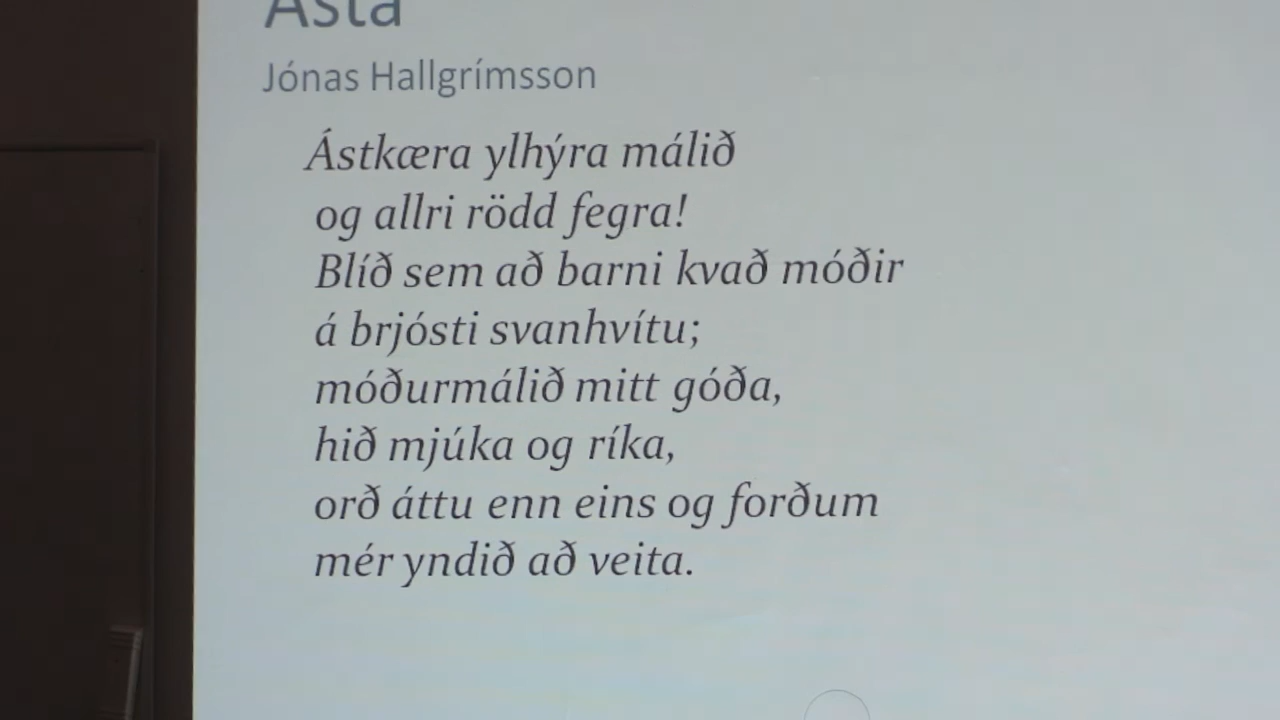 Ásta
Jónas Hallgrímsson
Ástkæra ylhýra málið
og allri rödd fegra!
Blíð sem að barni kvað móðir
á brjósti svanhvítu;
móðurmálið mitt góða,
hið mjúka og ríka,
orð áttu enn eins og forðum
mér yndið að veita.